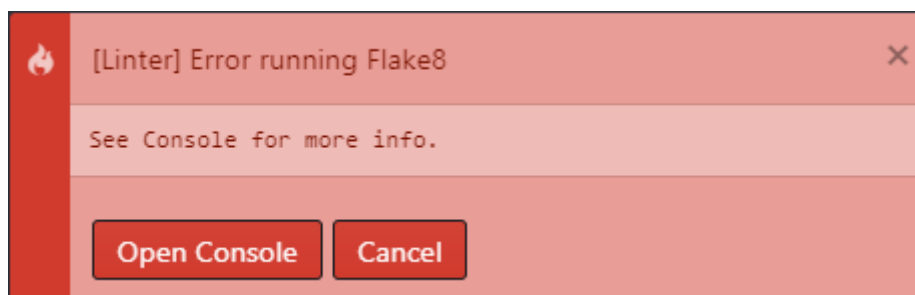 [Linter] Error running Flake8
See Console for more info.
Open Console Cancel